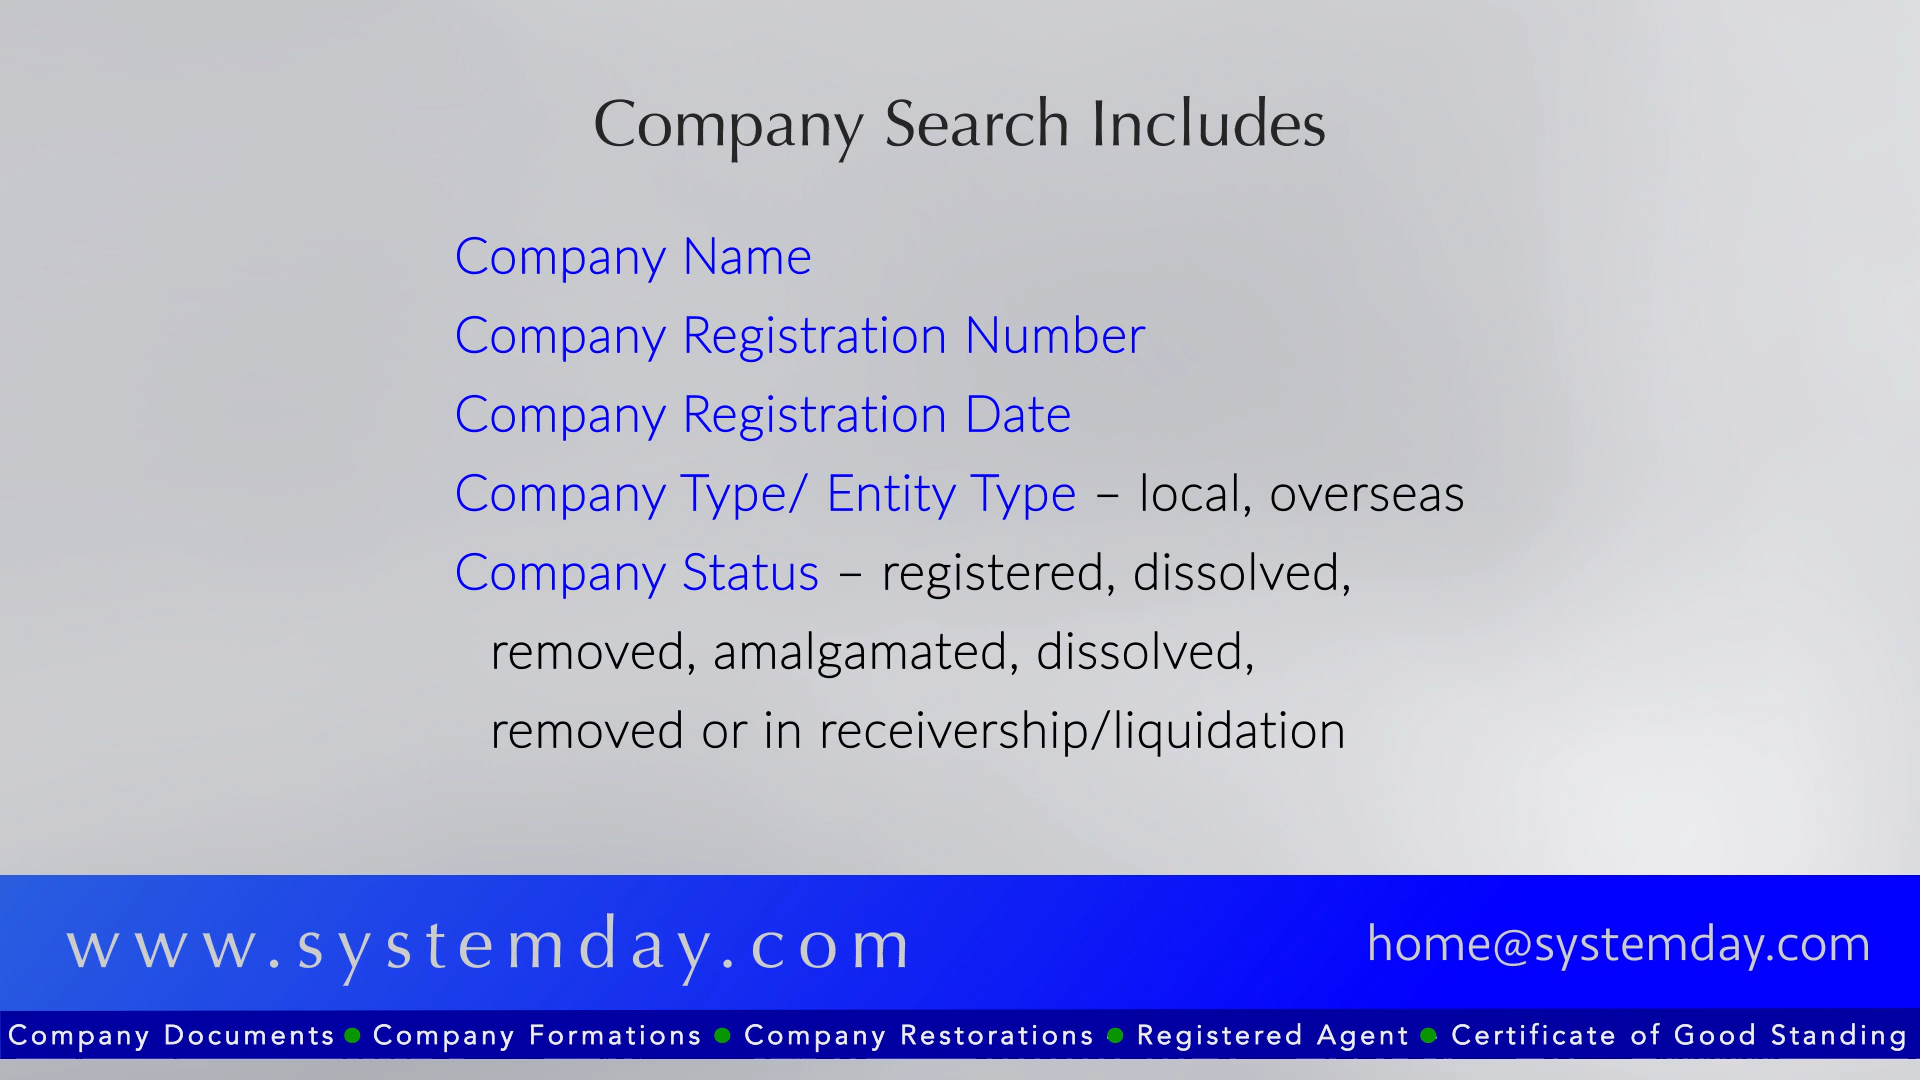 Company Search Includes
Company Name
Company Registration Number
Company Registration Date
Company Type/ Entity Type – local, overseas
Company Status – registered, dissolved,
removed, amalgamated, dissolved,
removed or in receivership/liquidation
www.systemday.com
home@systemday.com
Company Documents ● Company Formations ● Company Restorations ● Registered Agent ● Certificate of Good Standing